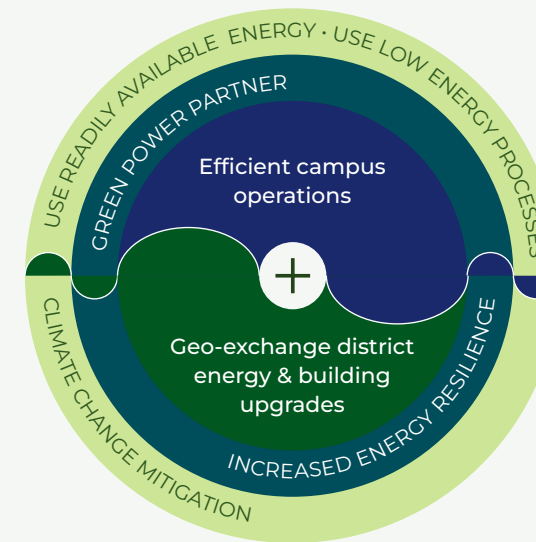 USE READILY AVAILABLE ENERGY • USE LOW ENERGY PROCESSES
GREEN POWER PARTNER
Efficient campus
operations
+
Geo-exchange district
energy & building
upgrades
INCREASED ENERGY RESILIENCE
CLIMATE CHANGE MITIGATION